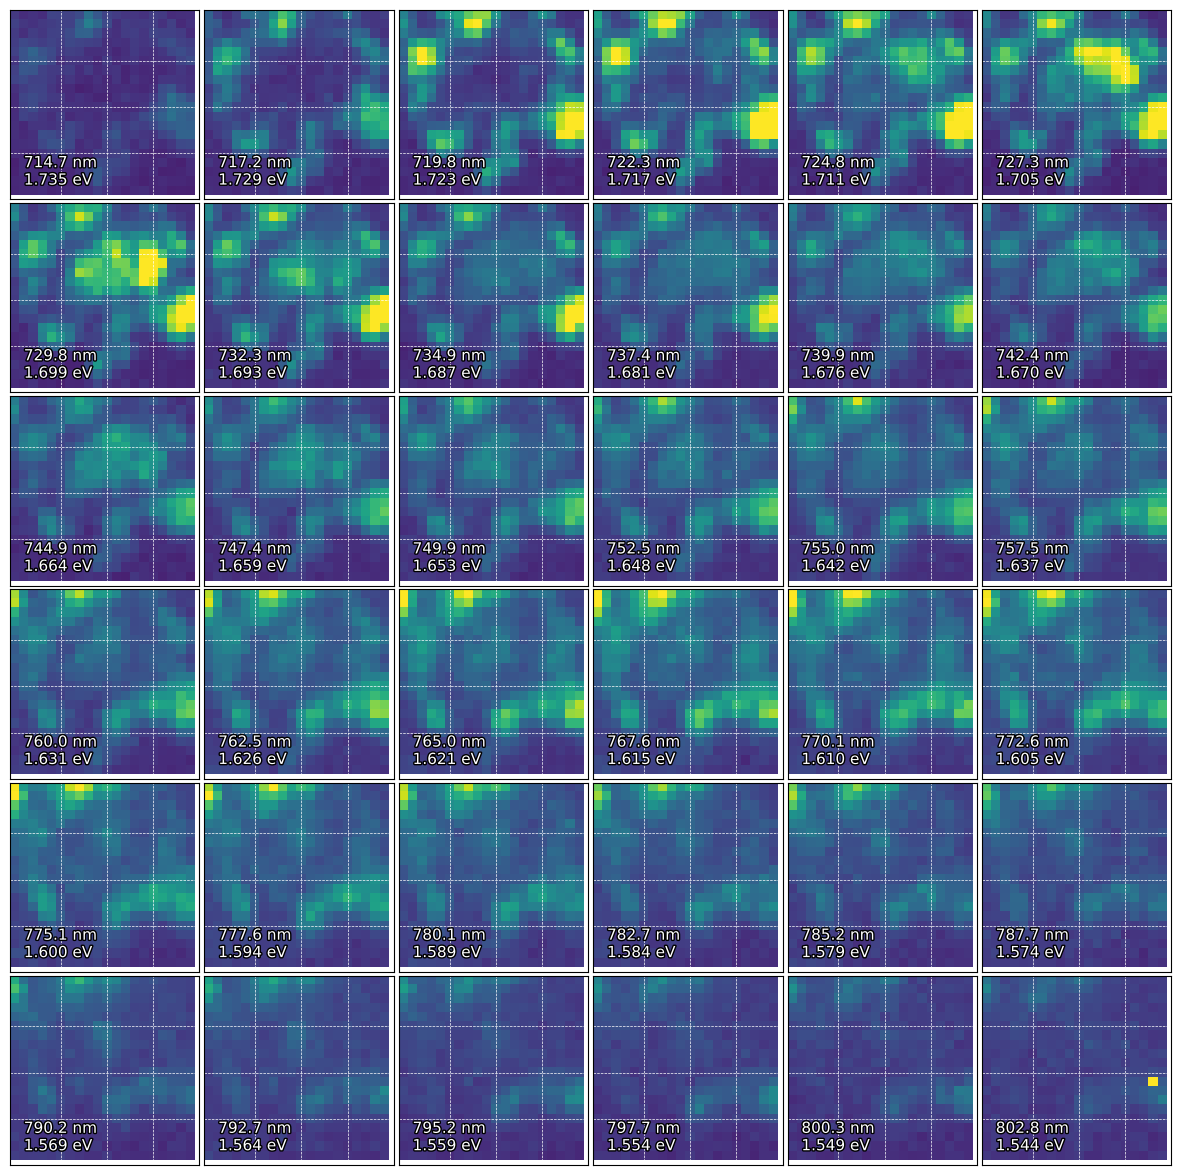 714.7 nm
1.735 eV
717.2 nm
1.729 eV
719.8 nm
1.723 eV
722.3 nm
1.717 eV
724.8 nm
1.711 eV
727.3 nm
1.705 eV
729.8 nm
1.699 eV
732.3 nm
1.693 eV
734.9 nm
1.687 eV
737.4 nm
1.681 eV
739.9 nm
1.676 eV
742.4 nm
1.670 eV
744.9 nm
1.664 eV
747.4 nm
1.659 eV
749.9 nm
1.653 eV
752.5 nm
1.648 eV
755.0 nm
1.642 eV
757.5 nm
1.637 eV
760.0 nm
1.631 eV
762.5 nm
1.626 eV
765.0 nm
1.621 eV
767.6 nm
1.615 eV
770.1 nm
1.610 eV
772.6 nm
1.605 eV
775.1 nm
1.600 eV
777.6 nm
1.594 eV
780.1 nm
1.589 eV
782.7 nm
1.584 eV
785.2 nm
1.579 eV
787.7 nm
1.574 eV
790.2 nm
1.569 eV
792.7 nm
1.564 eV
795.2 nm
1.559 eV
797.7 nm
1.554 eV
800.3 nm
1.549 eV
802.8 nm
1.544 eV